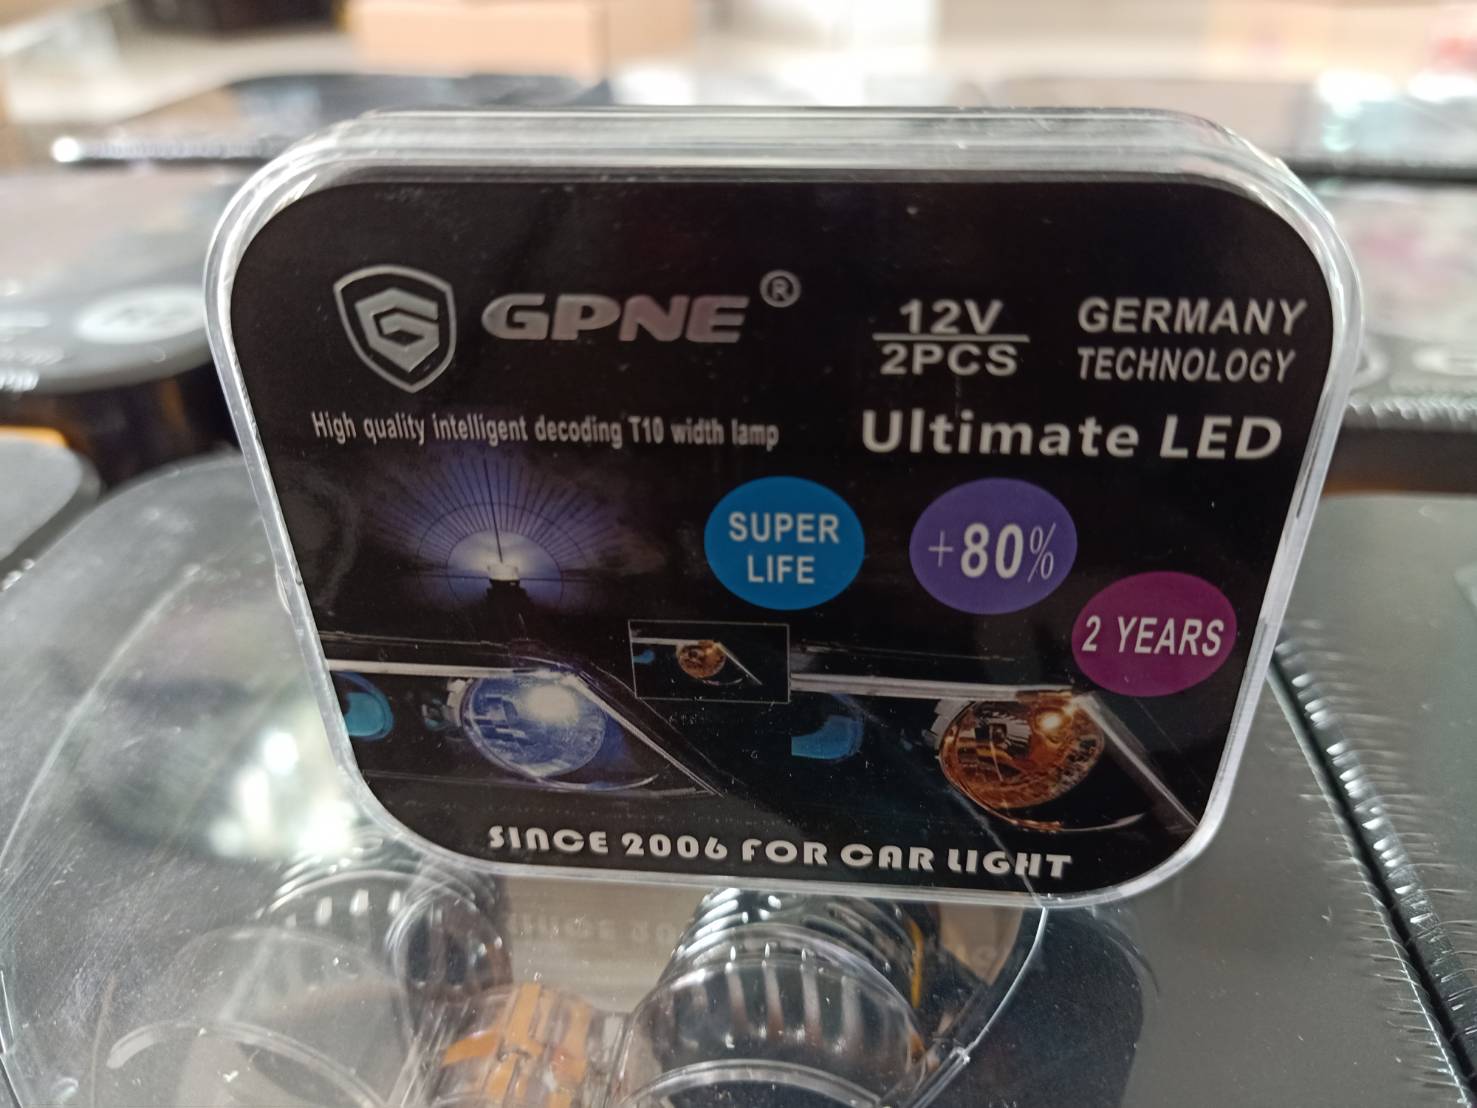 GPNE®
12V
2PCS
GERMANY
TECHNOLOGY
High quality intelligent decoding T10 width lamp
Ultimate LED
SUPER
LIFE
+80%
2 YEARS
SINCE 2006 FOR CAR LIGHT